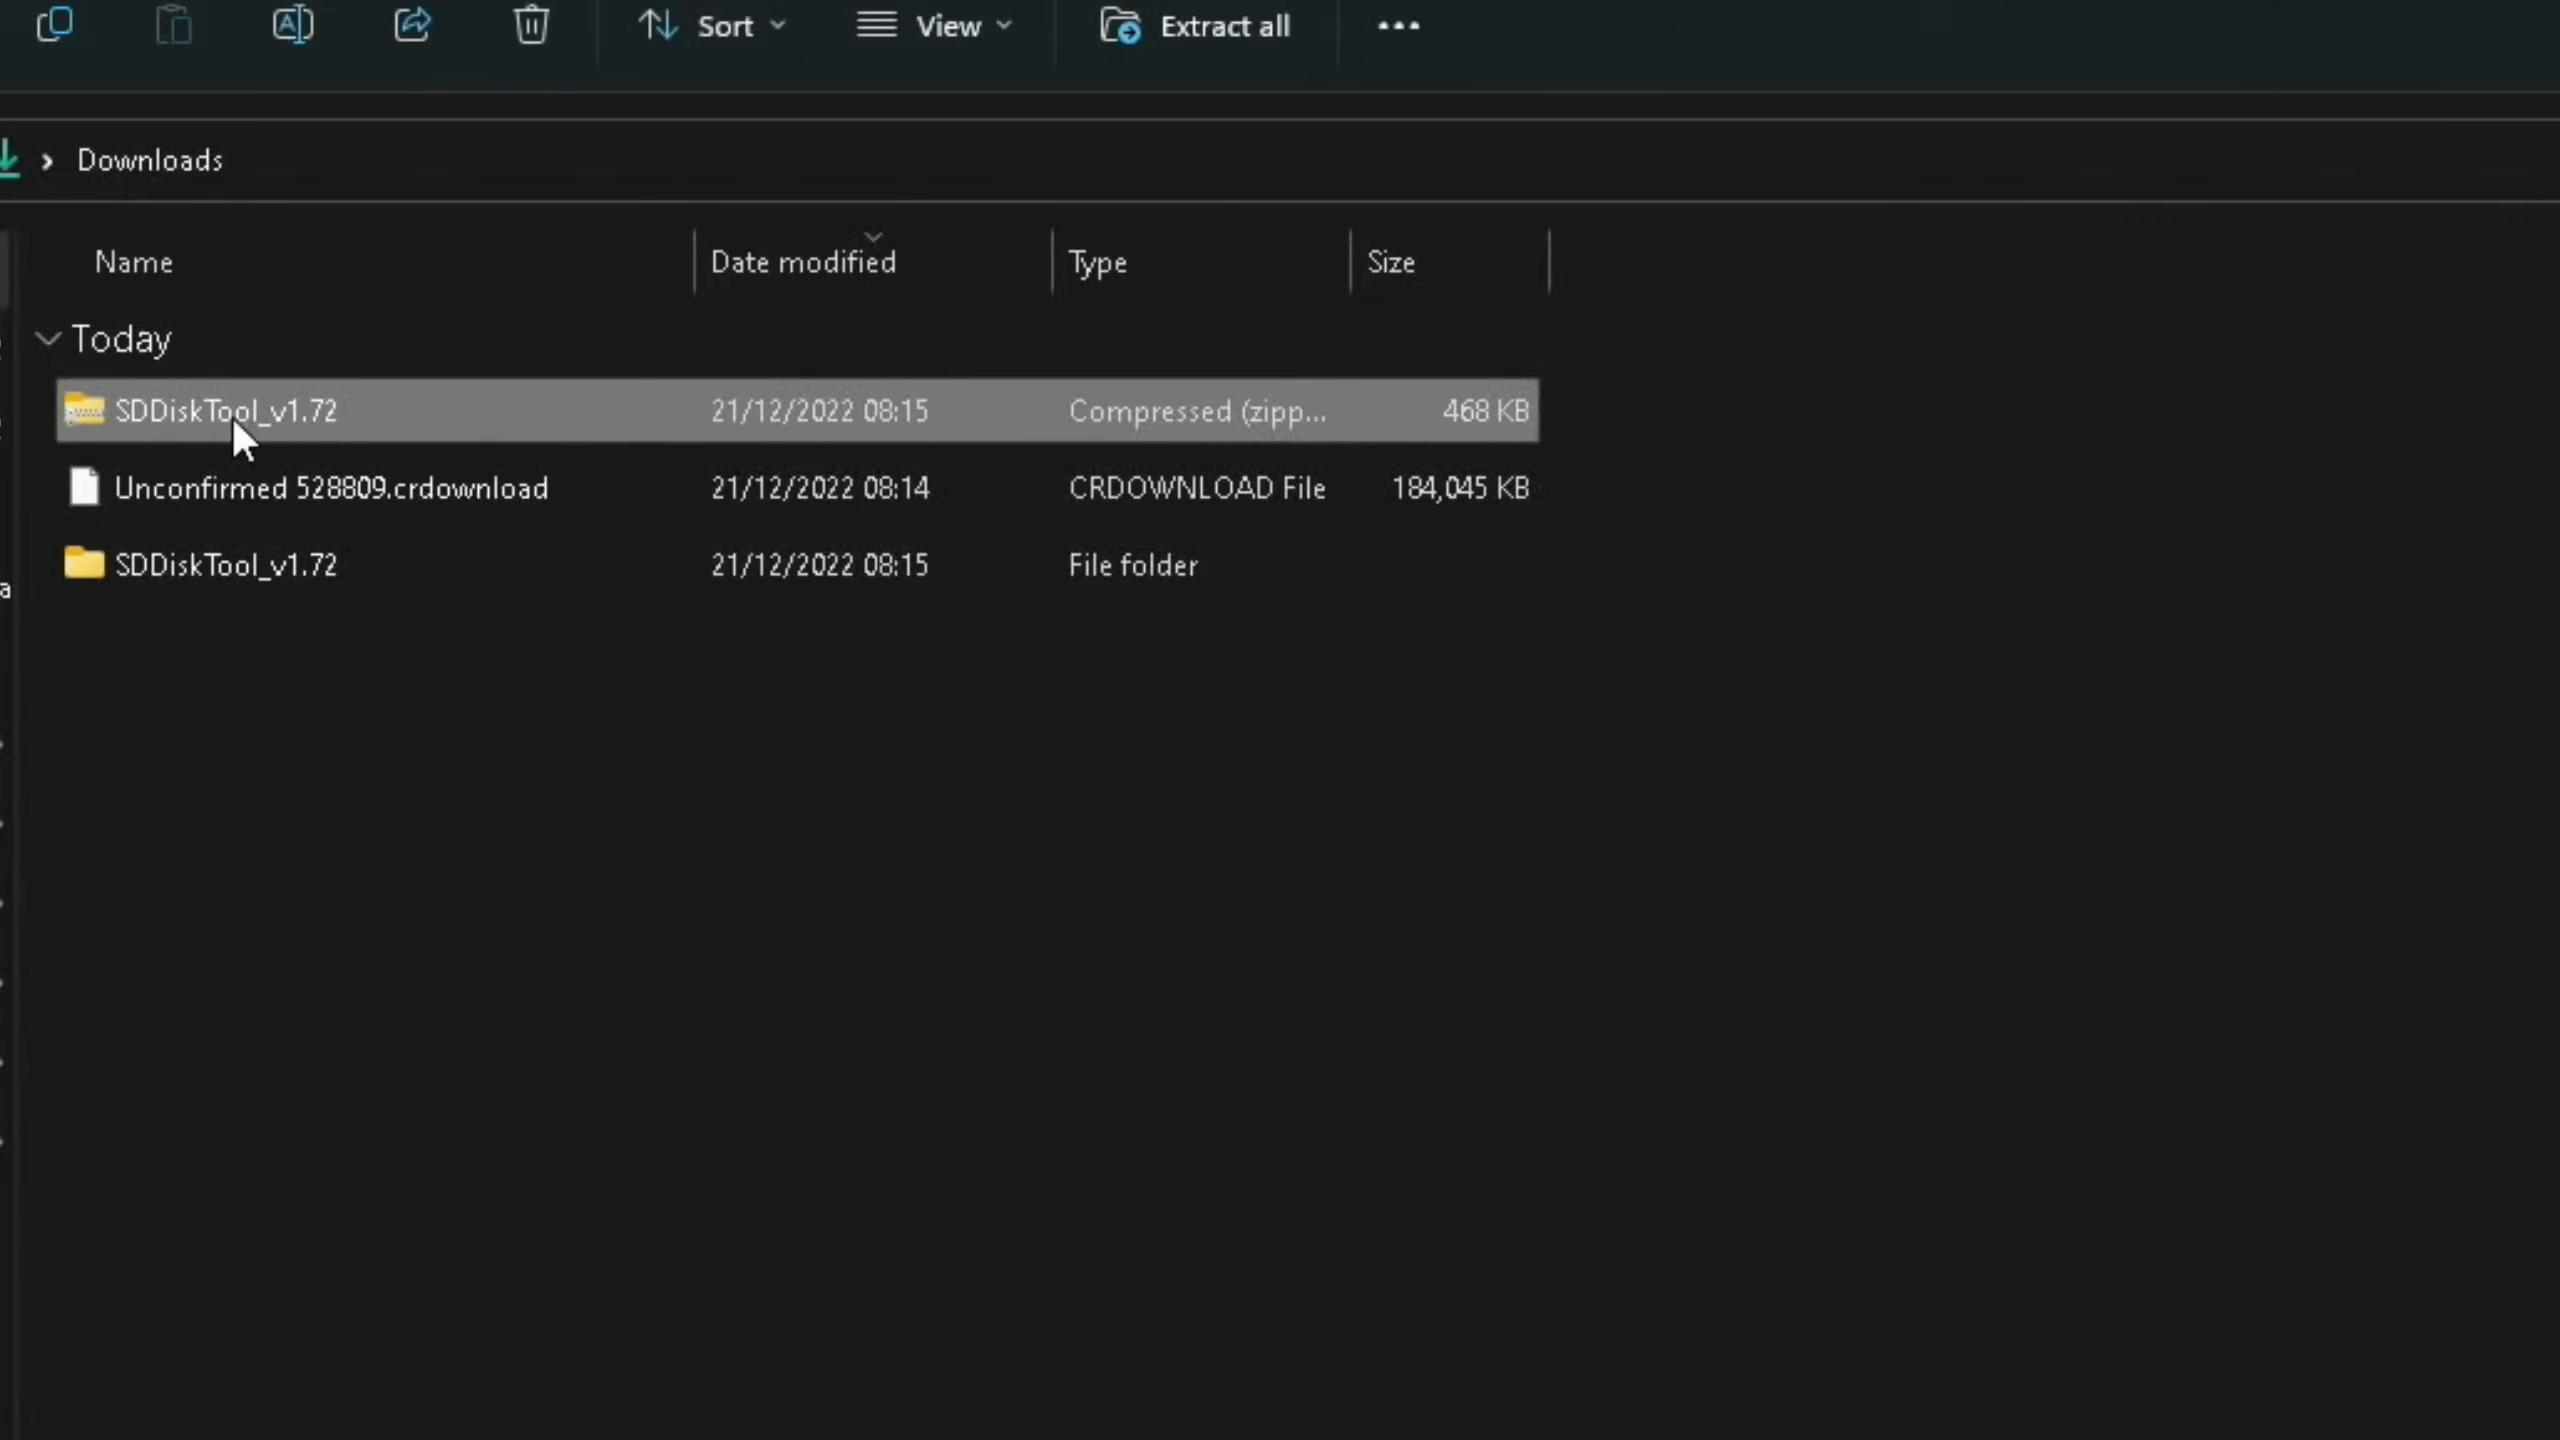 Sort View Extract all
Downloads
Name Date modified Type Size
Today
SDDiskTool_v1.72 21/12/2022 08:15 Compressed (zipp... 468 KB
Unconfirmed 528809.crdownload 21/12/2022 08:14 CRDOWNLOAD File 184,045 KB
SDDiskTool_v1.72 21/12/2022 08:15 File folder
a